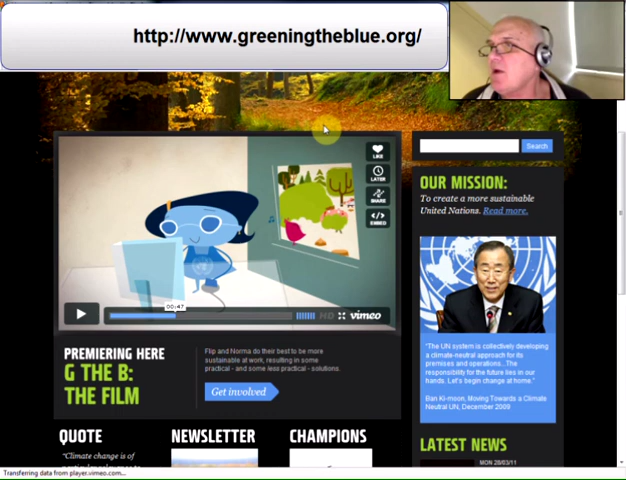 http://www.greeningtheblue.org/
Search
LIKE
LATER
SHARE
EMBED
OUR MISSION:
To create a more sustainable
United Nations. Read more.
00:47
HD
vimeo
"The UN system is collectively developing
a climate-neutral approach for its
premises and operations...The
responsibility for the future lies in our
hands. Let's begin change at home."
Ban Ki-moon, Moving Towards a Climate
Neutral UN, December 2009
PREMIERING HERE
G THE B:
THE FILM
Flip and Norma do their best to be more
sustainable at work, resulting in some
practical - and some less practical - solutions.
Get involved
QUOTE
NEWSLETTER
CHAMPIONS
"Climate change is of
LATEST NEWS
MON 28/03/11
Transferring data from player.vimeo.com...